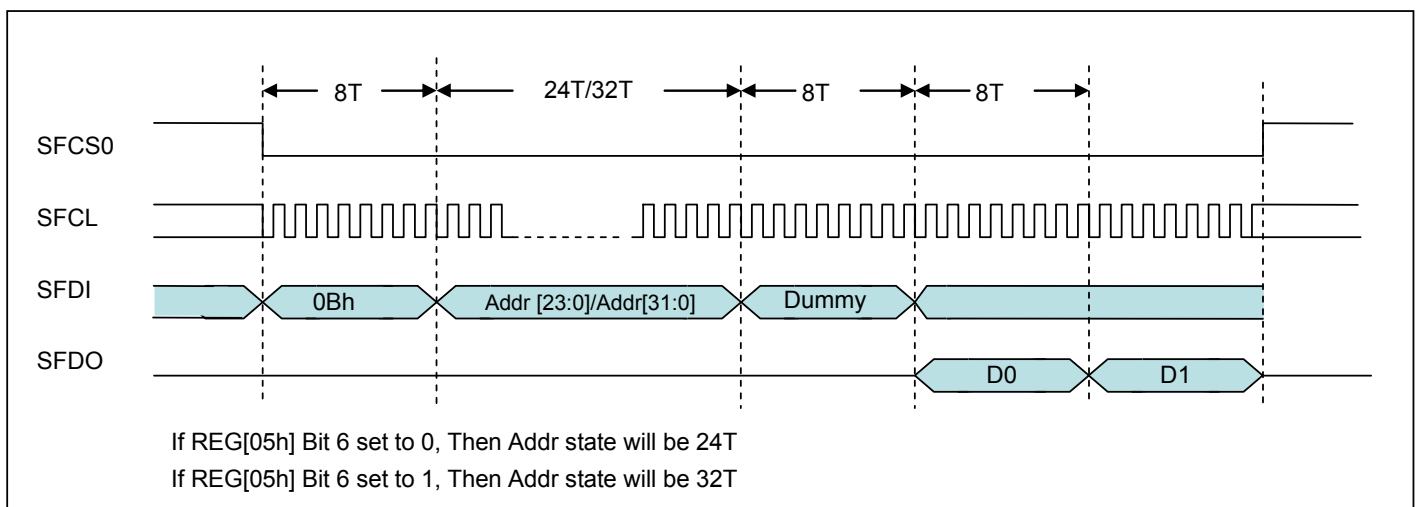 8T 24T/32T 8T 8T
SFCS0
SFCL
SFDI 0Bh Addr [23:0]/Addr[31:0] Dummy
SFDO D0 D1
If REG[05h] Bit 6 set to 0, Then Addr state will be 24T
If REG[05h] Bit 6 set to 1, Then Addr state will be 32T